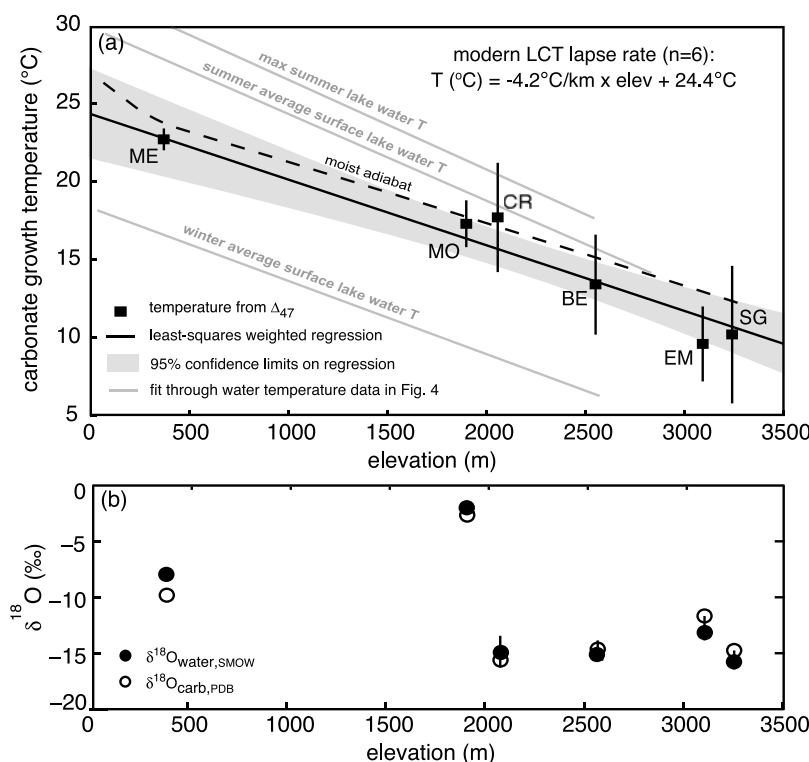 (a)
modern LCT lapse rate (n=6):
T (°C) = -4.2°C/km x elev + 24.4°C
max summer lake water T
summer average surface lake water T
moist adiabat
winter average surface lake water T
ME
MO
CR
BE
EM
SG
temperature from Δ47
least-squares weighted regression
95% confidence limits on regression
fit through water temperature data in Fig. 4
carbonate growth temperature (°C)
30
25
20
15
10
5
0 500 1000 1500 2000 2500 3000 3500
elevation (m)
(b)
δ18O (‰)
0
−5
−10
−15
−20
δ18Owater,SMOW
δ18Ocarb,PDB
0 500 1000 1500 2000 2500 3000 3500
elevation (m)